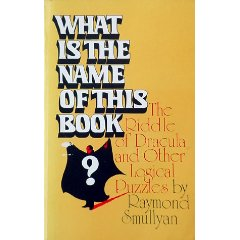 WHAT
IS THE
NAME
OF THIS
BOOK
?
The
Riddle
of Dracula
and Other
Logical
Puzzles by
Raymond
Smullyan